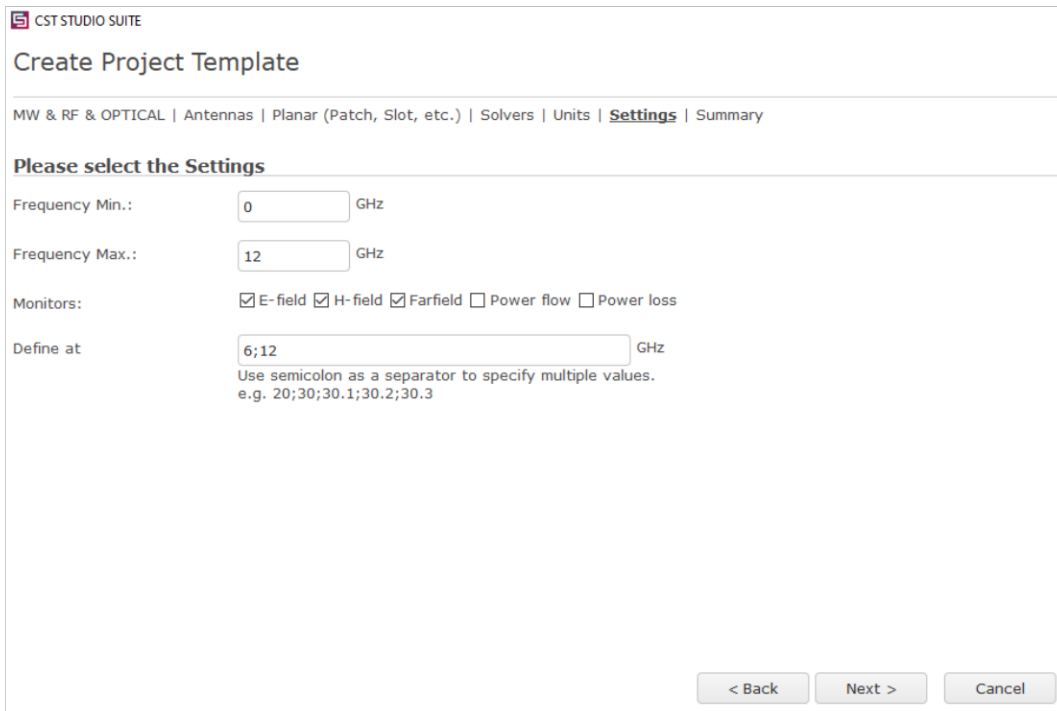 CST STUDIO SUITE
Create Project Template
MW & RF & OPTICAL | Antennas | Planar (Patch, Slot, etc.) | Solvers | Units | Settings | Summary
Please select the Settings
Frequency Min.: 0 GHz
Frequency Max.: 12 GHz
Monitors: E-field H-field Farfield Power flow Power loss
Define at 6;12 GHz
Use semicolon as a separator to specify multiple values.
e.g. 20;30;30.1;30.2;30.3
< Back Next > Cancel